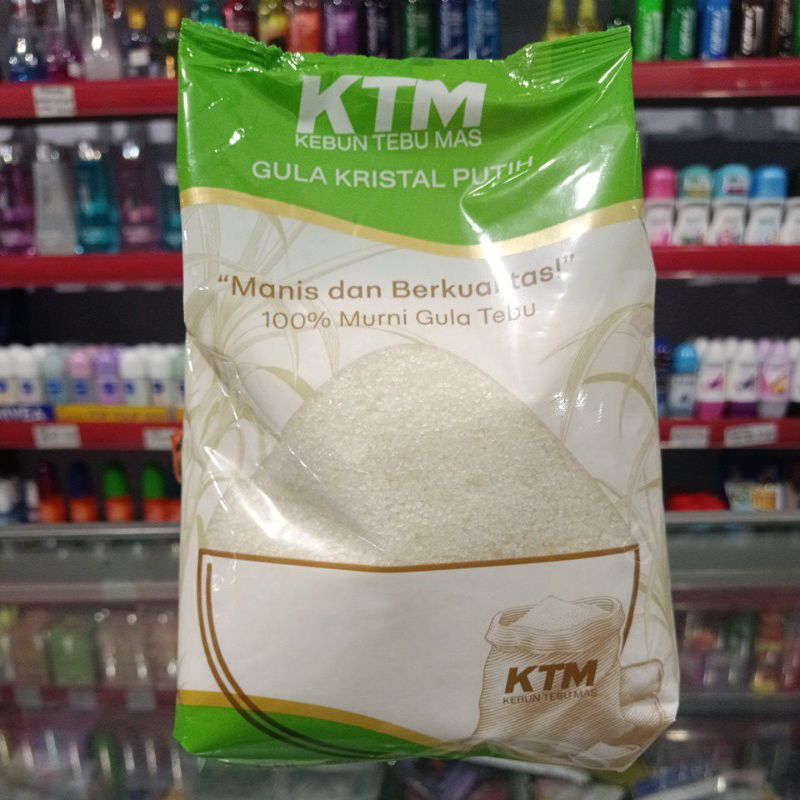 KTM
KEBUN TEBU MAS
GULA KRISTAL PUTIH
"Manis dan Berkualitas!"
100% Murni Gula Tebu
KTM
KEBUN TEBU MAS